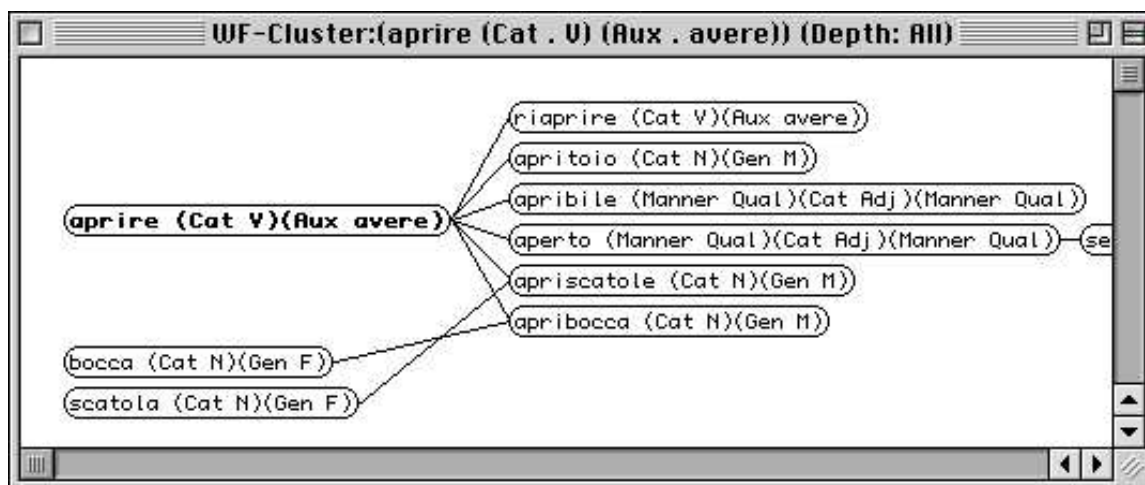 WF-Cluster:(aprire (Cat . V) (Aux . avere)) (Depth: All)
riaprire (Cat V)(Aux avere)
apritoio (Cat N)(Gen M)
apribile (Manner Qual)(Cat Adj)(Manner Qual)
aprire (Cat V)(Aux avere)
aperto (Manner Qual)(Cat Adj)(Manner Qual)
se
apriscatole (Cat N)(Gen M)
apribocca (Cat N)(Gen M)
bocca (Cat N)(Gen F)
scatola (Cat N)(Gen F)